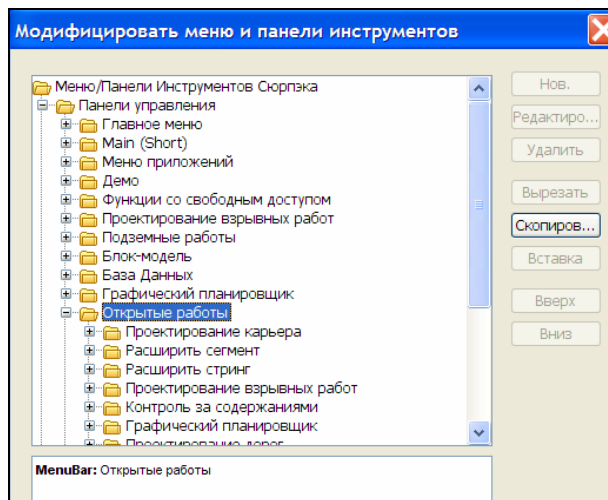 Модифицировать меню и панели инструментов
Меню/Панели Инструментов Сюрпэка
Панели управления
Главное меню
Main (Short)
Меню приложений
Демо
Функции со свободным доступом
Проектирование взрывных работ
Подземные работы
Блок-модель
База Данных
Графический планировщик
Открытые работы
Проектирование карьера
Расширить сегмент
Расширить стринг
Проектирование взрывных работ
Контроль за содержаниями
Графический планировщик
Проектирование дорог
Нов.
Редактиро...
Удалить
Вырезать
Скопиров...
Вставка
Вверх
Вниз
MenuBar: Открытые работы